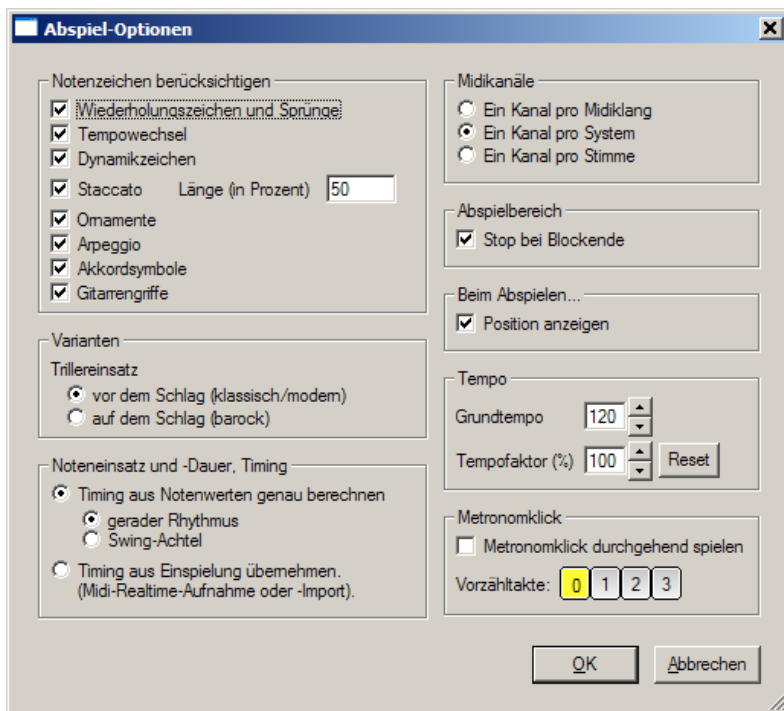 Abspiel-Optionen
Notenzeichen berücksichtigen
Wiederholungszeichen und Sprünge
Tempowechsel
Dynamikzeichen
Staccato Länge (in Prozent) 50
Ornamente
Arpeggio
Akkordsymbole
Gitarrengriffe
Varianten
Trillereinsatz
vor dem Schlag (klassisch/modern)
auf dem Schlag (barock)
Noteneinsatz und -Dauer, Timing
Timing aus Notenwerten genau berechnen
gerader Rhythmus
Swing-Achtel
Timing aus Einspielung übernehmen.
(Midi-Realtime-Aufnahme oder -Import).
Midikanäle
Ein Kanal pro Midiklang
Ein Kanal pro System
Ein Kanal pro Stimme
Abspielbereich
Stop bei Blockende
Beim Abspielen...
Position anzeigen
Tempo
Grundtempo 120
Tempofaktor (%) 100 Reset
Metronomklick
Metronomklick durchgehend spielen
Vorzähltakte: 0 1 2 3
OK Abbrechen